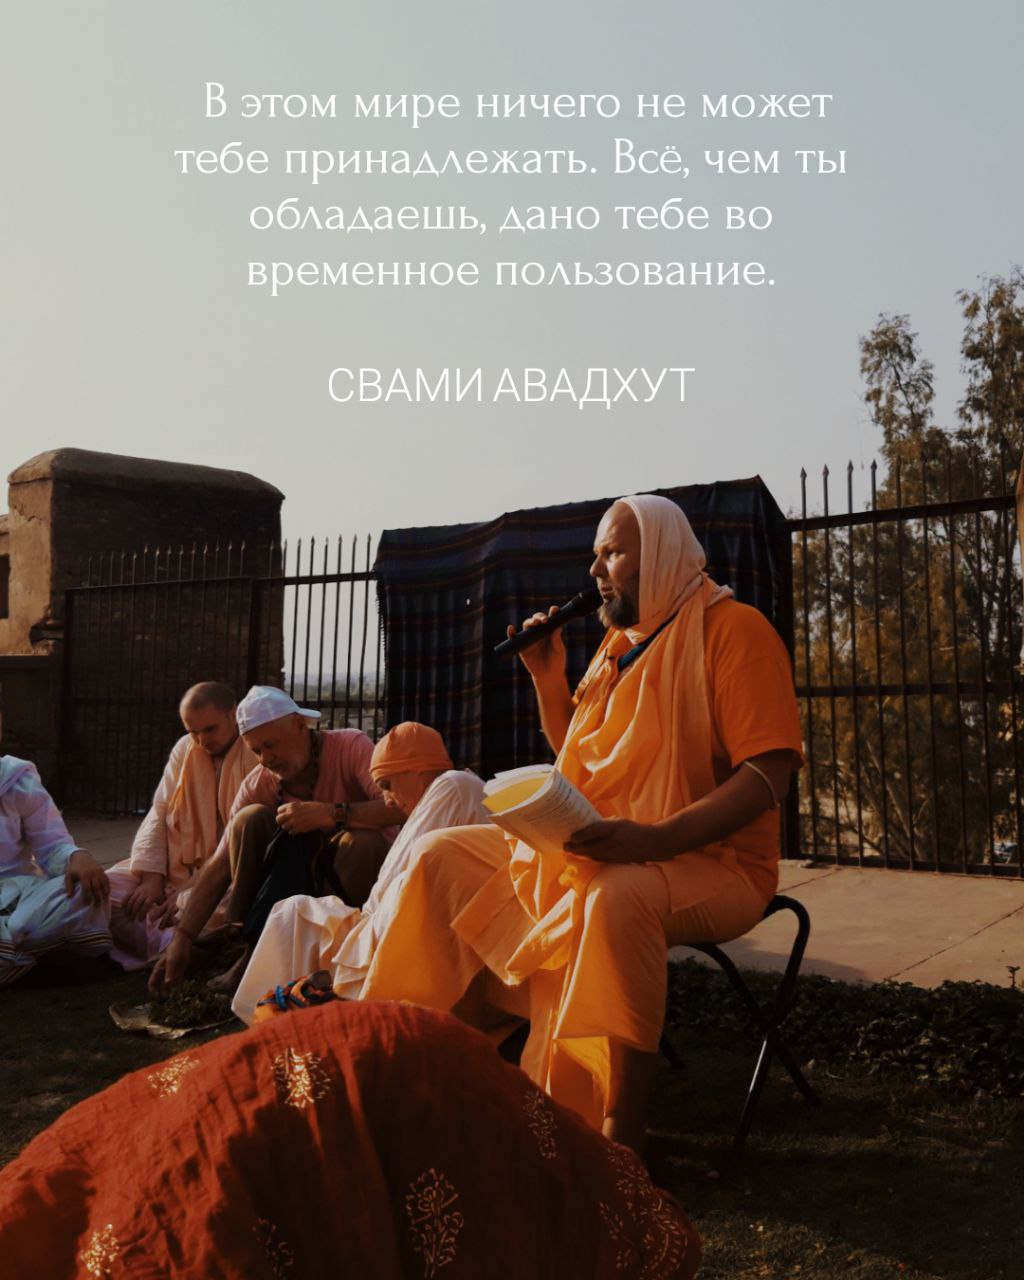 В этом мире ничего не может
тебе принадлежать. Всё, чем ты
обладаешь, дано тебе во
временное пользование.
СВАМИ АВАДХУТ